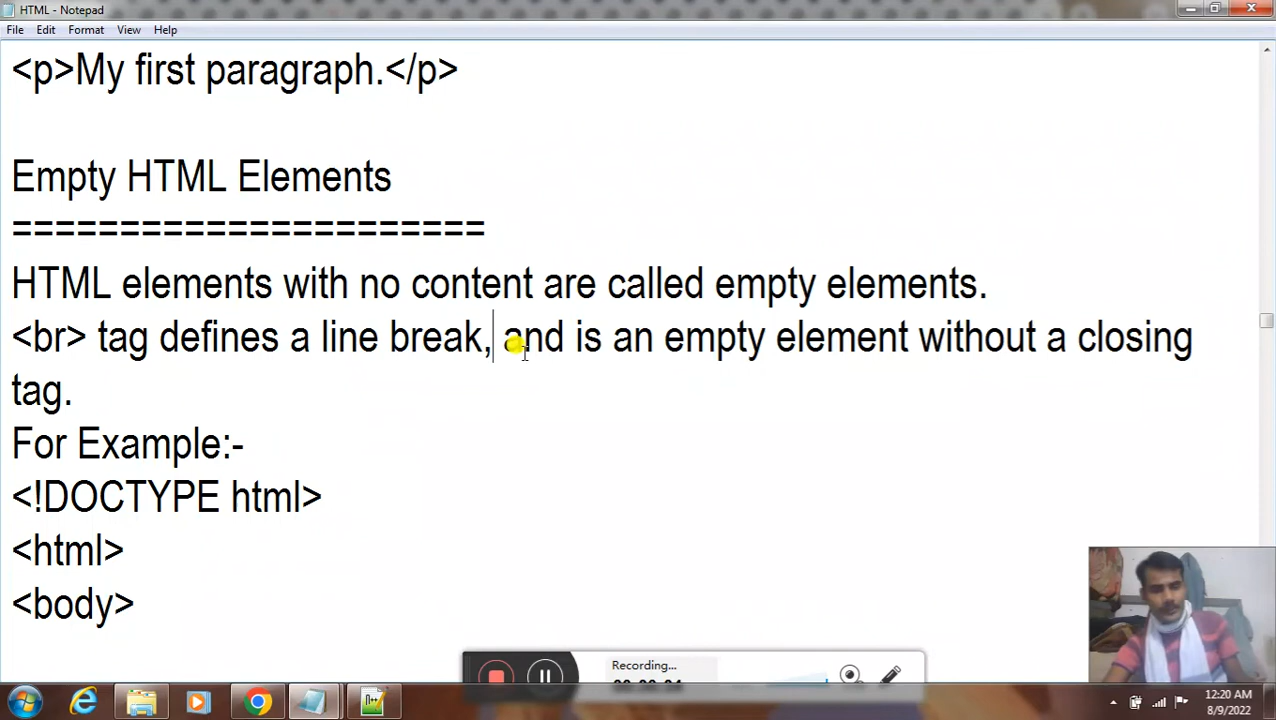 HTML - Notepad
File Edit Format View Help
<p>My first paragraph.</p>
Empty HTML Elements
======================
HTML elements with no content are called empty elements.
<br> tag defines a line break, and is an empty element without a closing
tag.
For Example:-
<!DOCTYPE html>
<html>
<body>
Recording...
12:20 AM
8/9/2022